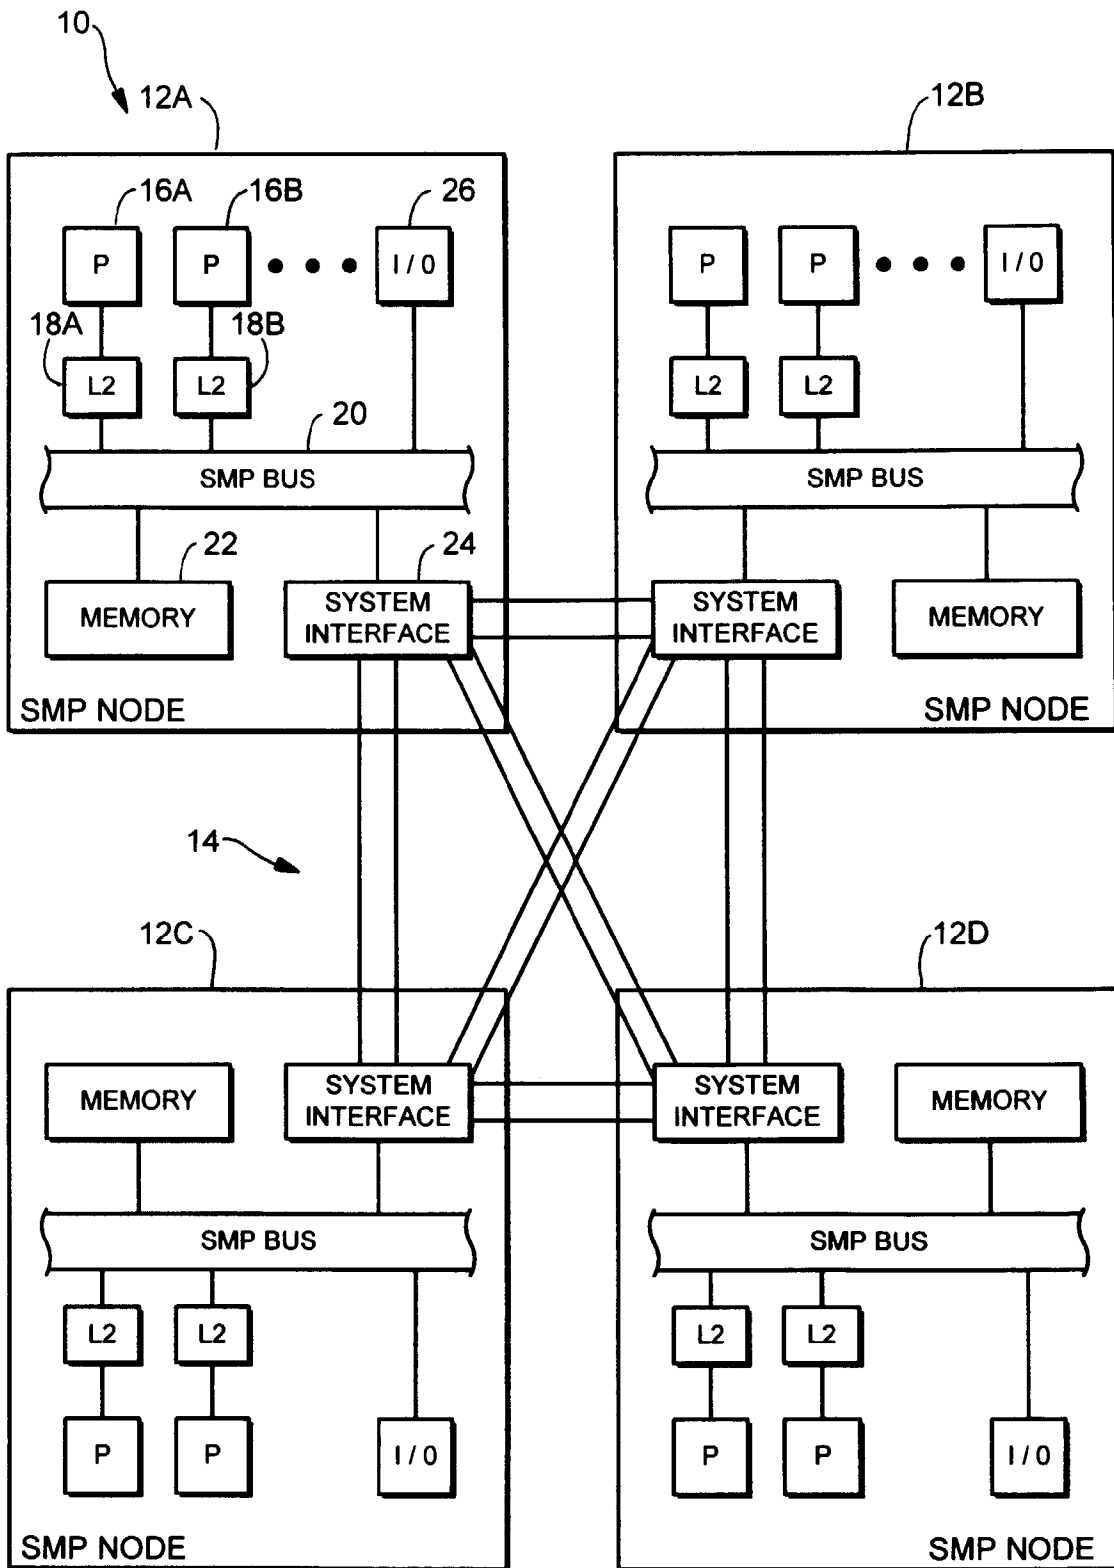 10
12A
12B
16A
16B
26
P
P
I/0
P
P
I/0
18A
18B
L2
L2
L2
L2
20
SMP BUS
SMP BUS
22
24
MEMORY
SYSTEM
INTERFACE
SYSTEM
INTERFACE
MEMORY
SMP NODE
SMP NODE
14
12C
12D
MEMORY
SYSTEM
INTERFACE
SYSTEM
INTERFACE
MEMORY
SMP BUS
SMP BUS
L2
L2
L2
L2
P
P
I/0
P
P
I/0
SMP NODE
SMP NODE